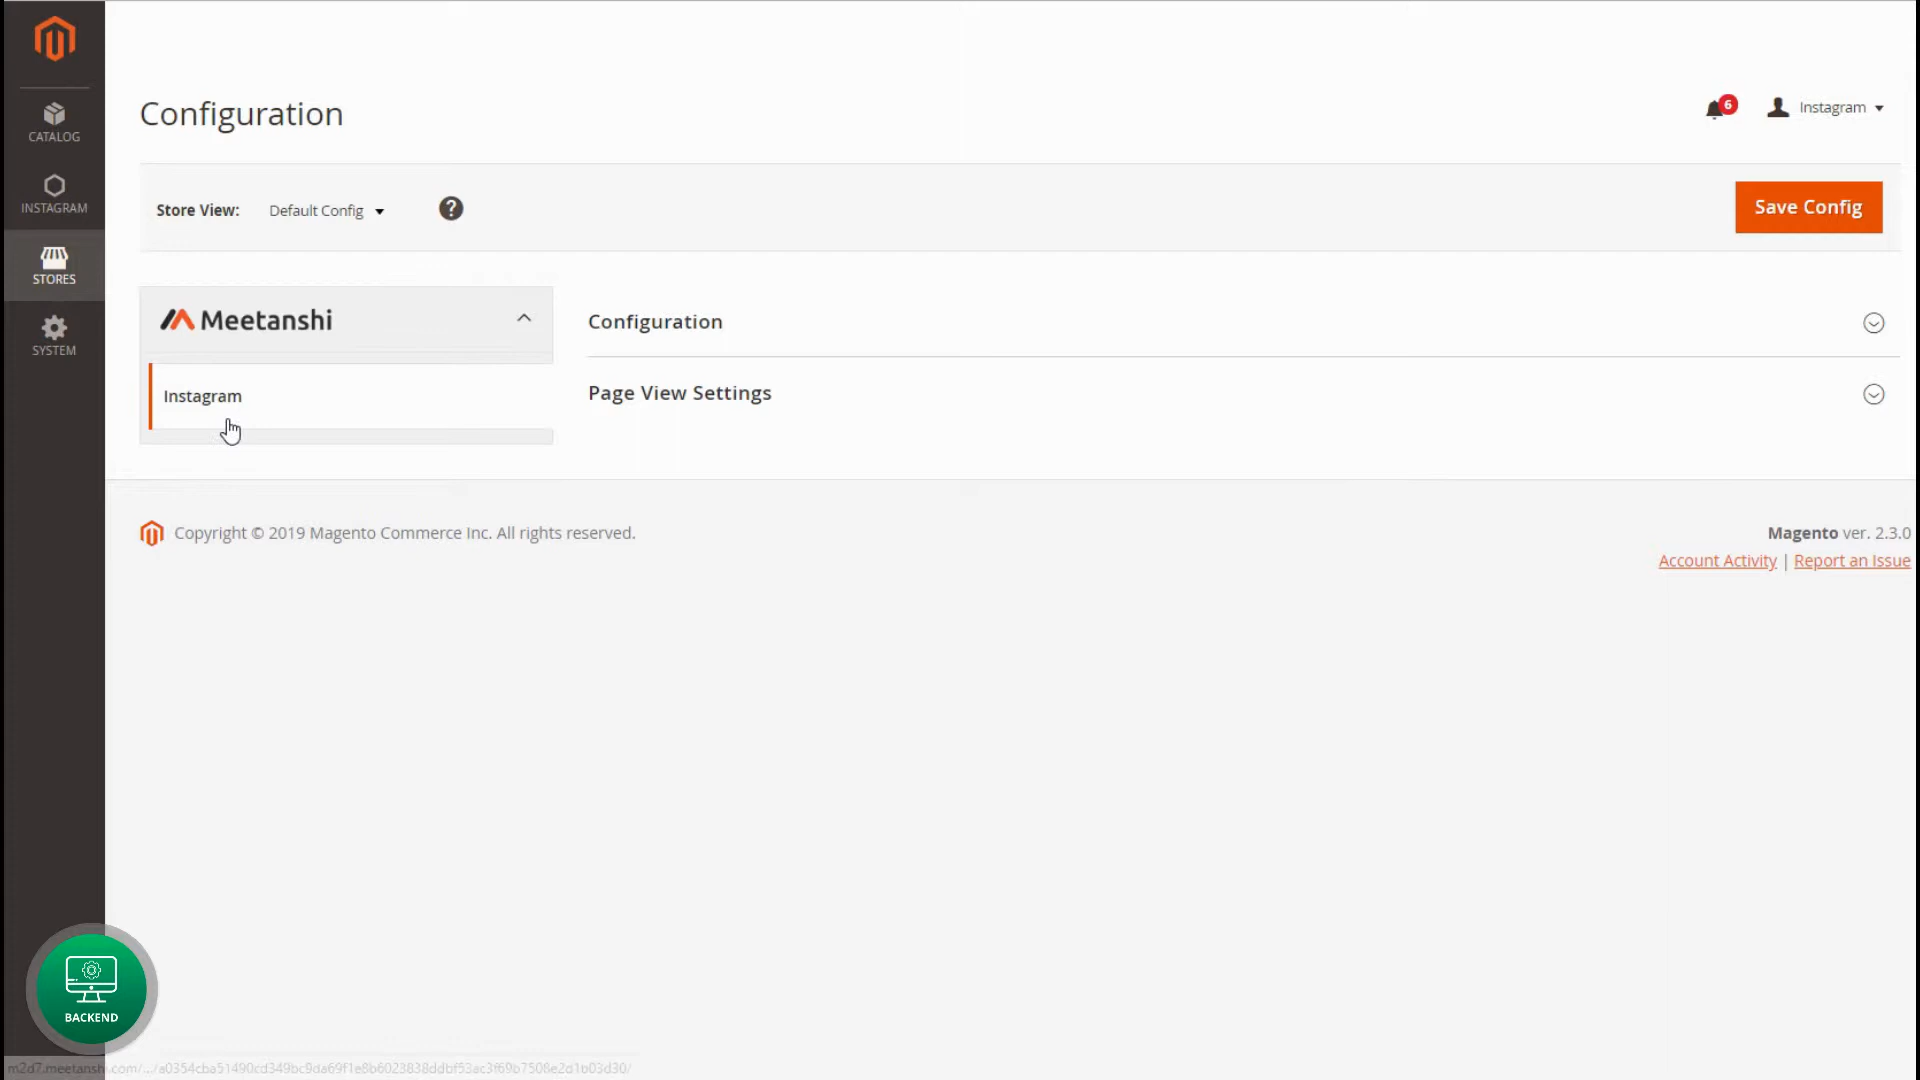 CATALOG
INSTAGRAM
STORES
SYSTEM
Configuration
6
Instagram
Store View: Default Config ?
Save Config
Meetanshi
Instagram
Configuration
Page View Settings
Copyright © 2019 Magento Commerce Inc. All rights reserved.
Magento ver. 2.3.0
Account Activity | Report an Issue
BACKEND